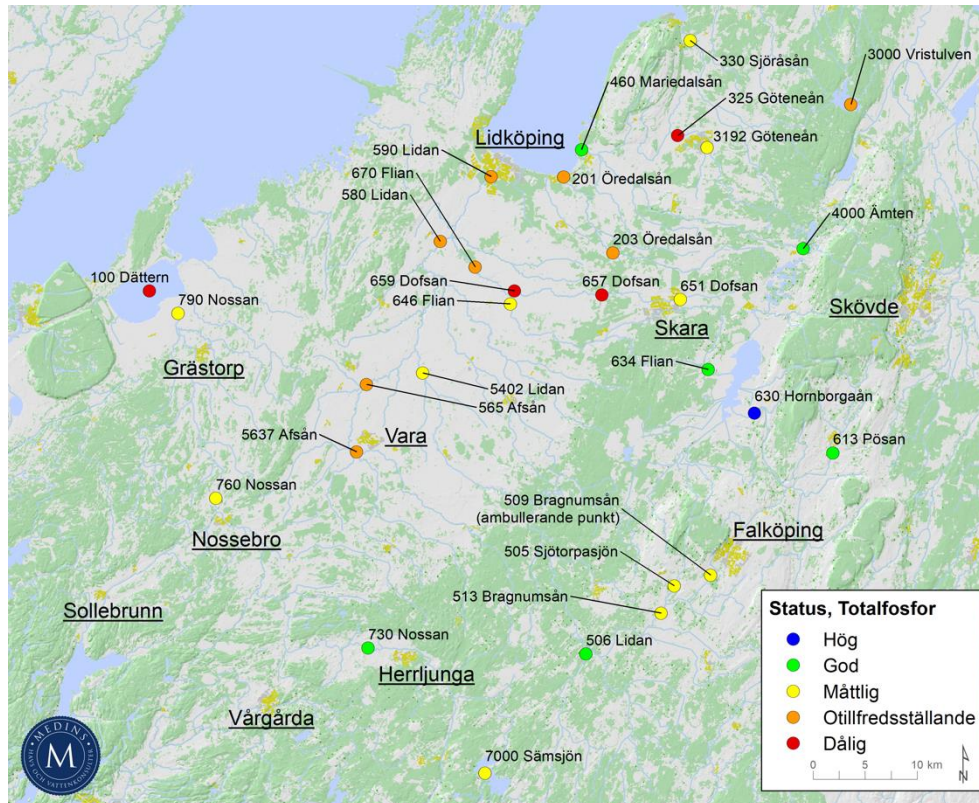 330 Sjöråsån
3000 Vristulven
460 Mariedalsån
325 Göteneån
Lidköping
3192 Göteneån
590 Lidan
670 Flian
201 Öredalsån
580 Lidan
4000 Ämten
203 Öredalsån
100 Dättern
659 Dofsan
657 Dofsan
651 Dofsan
790 Nossan
646 Flian
Skövde
Skara
Grästorp
634 Flian
5402 Lidan
565 Afsån
630 Hornborgaån
Vara
5637 Afsån
613 Pösan
509 Bragnumsån
(ambullerande punkt)
760 Nossan
Falköping
Nossebro
505 Sjötorpasjön
513 Bragnumsån
Sollebrunn
Status, Totalfosfor
Hög
730 Nossan
506 Lidan
God
Herrljunga
Måttlig
Vårgårda
Otillfredsställande
Dålig
MEDINS
M
HAVS OCH VATTENKONSULTER
7000 Sämsjön
0 5 10 km
N